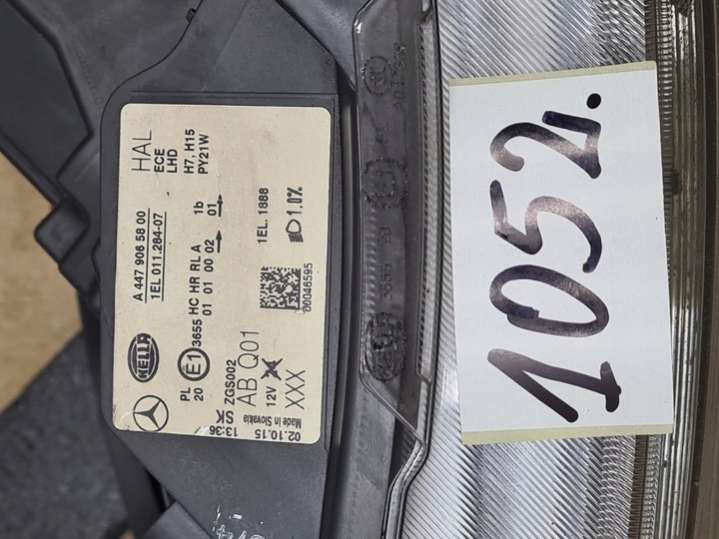 HELLA
A 447 906 58 00
1EL 011.284-07
HAL
ECE
LHD
H7, H15
PY21W
PL
20
E1
3655 HC HR RL A 1b
01 01 00 02 01
ZGS002
AB Q01
12V
XXX
1EL. 1888
1.0%
00046595
SK
Made in Slovakia
02.10.15
13:36
1052.